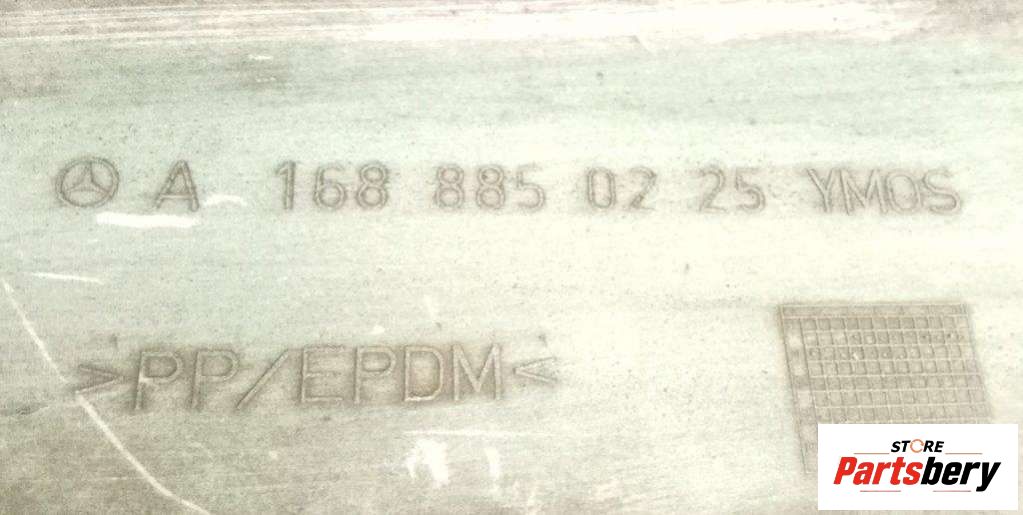 A 168 885 02 25 YMOS
>PP/EPDM<
STORE
Partsbery